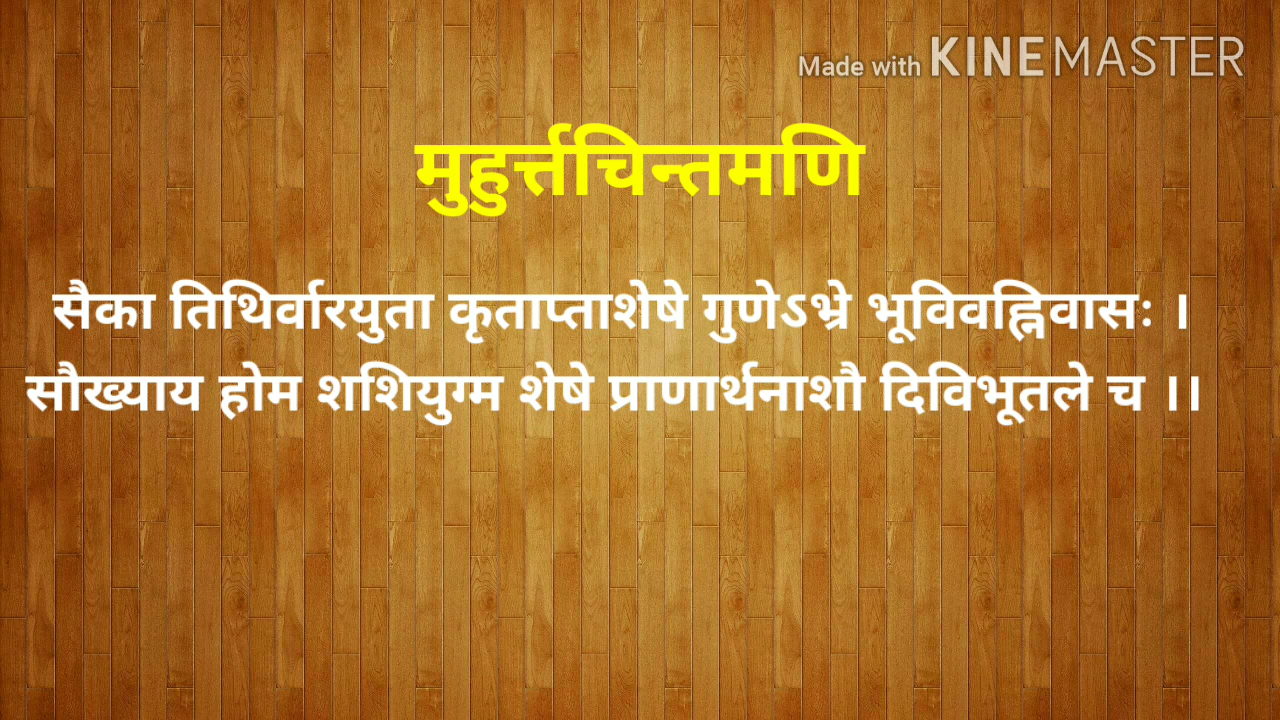 Made with KINEMASTER
मुहुर्त्तचिन्तमणि
सैका तिथिर्वारयुता कृताप्ताशेषे गुणेऽभ्रे भूविवह्निवासः ।
सौख्याय होम शशियुग्म शेषे प्राणार्थनाशौ दिविभूतले च ।।